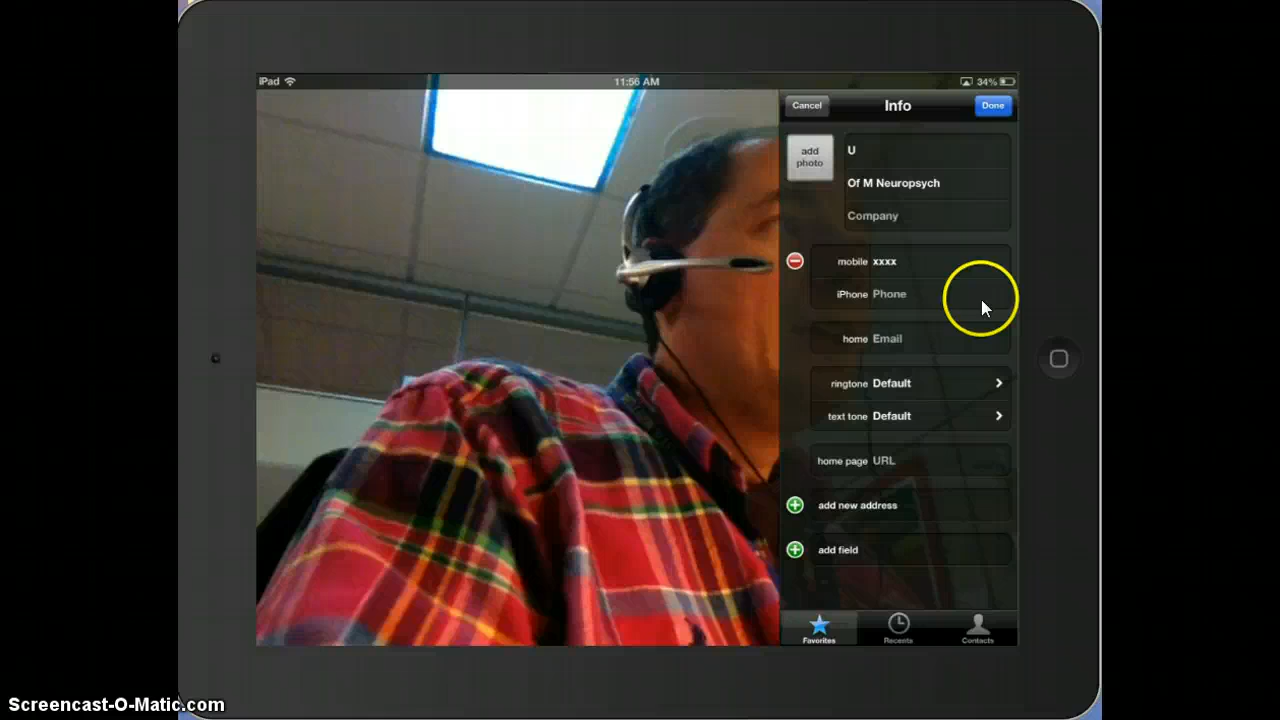 iPad 11:56 AM 34%
Cancel Info Done
add photo
U
Of M Neuropsych
Company
mobile xxxx
iPhone Phone
home Email
ringtone Default
text tone Default
home page URL
add new address
add field
Favorites Recents Contacts
Screencast-O-Matic.com